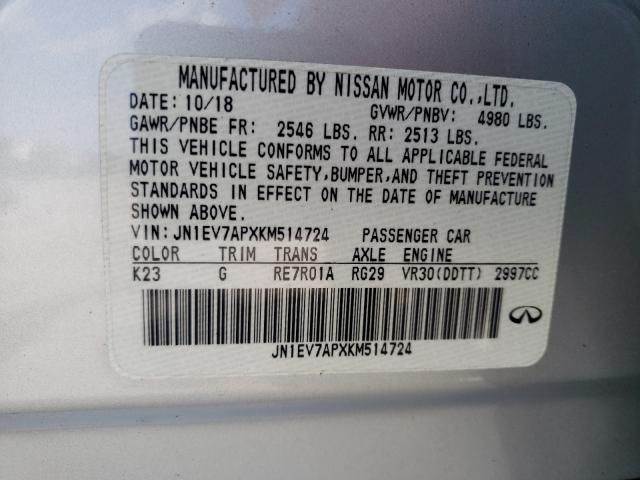 MANUFACTURED BY NISSAN MOTOR CO.,LTD.
DATE: 10/18 GVWR/PNBV: 4980 LBS.
GAWR/PNBE FR: 2546 LBS. RR: 2513 LBS.
THIS VEHICLE CONFORMS TO ALL APPLICABLE FEDERAL
MOTOR VEHICLE SAFETY,BUMPER,AND THEFT PREVENTION
STANDARDS IN EFFECT ON THE DATE OF MANUFACTURE
SHOWN ABOVE.
VIN: JN1EV7APXKM514724 PASSENGER CAR
COLOR TRIM TRANS AXLE ENGINE
K23 G RE7R01A RG29 VR30(DDTT) 2997CC
JN1EV7APXKM514724